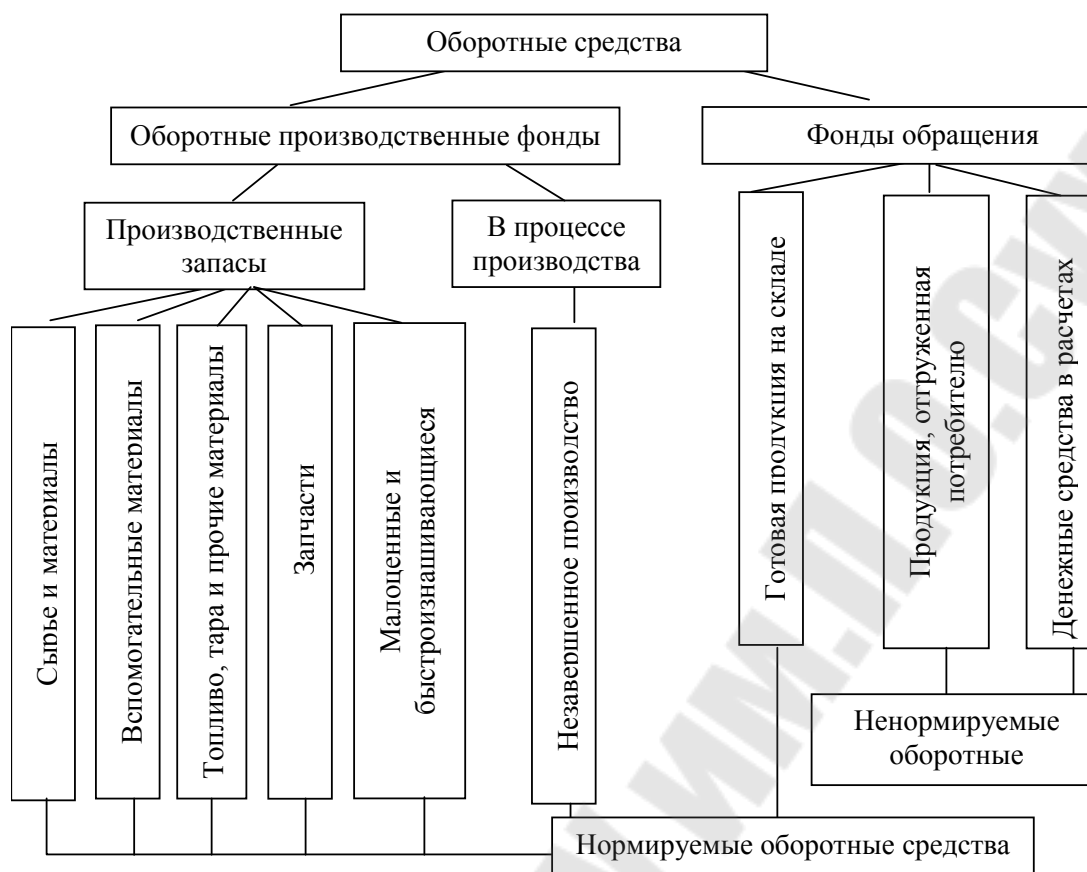 Оборотные средства
Оборотные производственные фонды
Фонды обращения
Производственные
запасы
В процессе
производства
Сырье и материалы
Вспомогательные материалы
Топливо, тара и прочие материалы
Запчасти
Малоценные и
быстроизнашивающиеся
Незавершенное производство
Готовая продукция на складе
Продукция, отгруженная
потребителю
Денежные средства в расчетах
Ненормируемые
оборотные
Нормируемые оборотные средства
им.П.О.Су